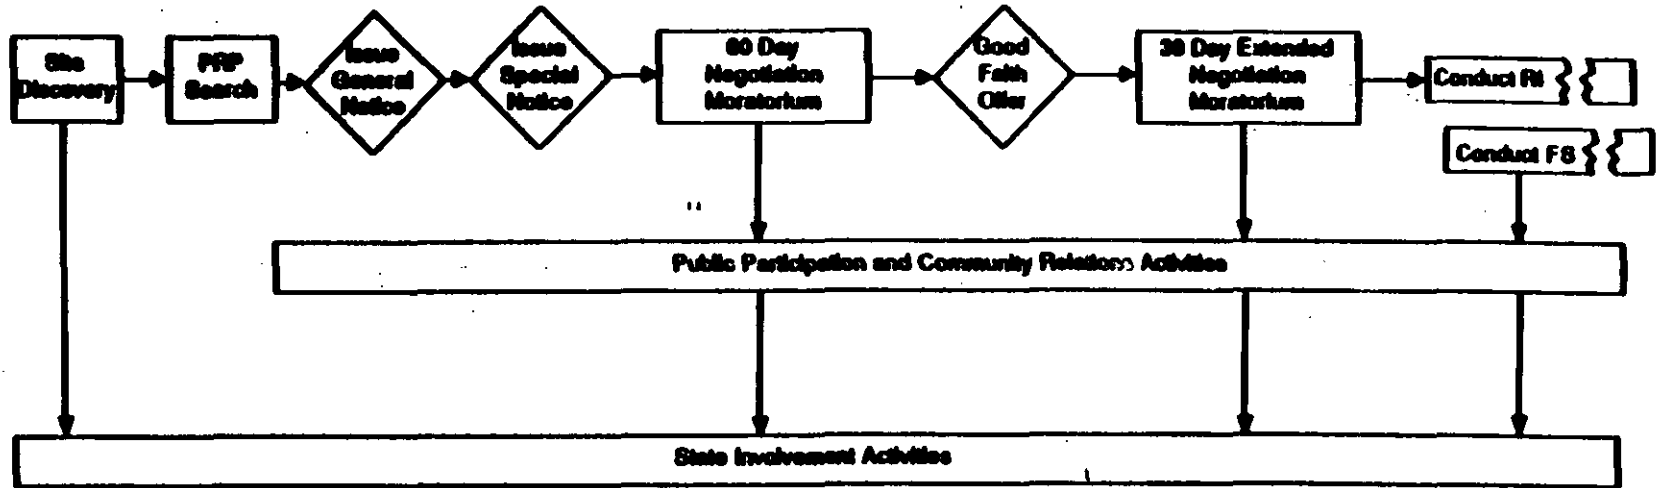 Site
Discovery
PRP
Search
Issue
General
Notice
Issue
Special
Notice
60 Day
Negotiation
Moratorium
Good
Faith
Offer
30 Day Extended
Negotiation
Moratorium
Conduct RI
Conduct FS
Public Participation and Community Relations Activities
State Involvement Activities